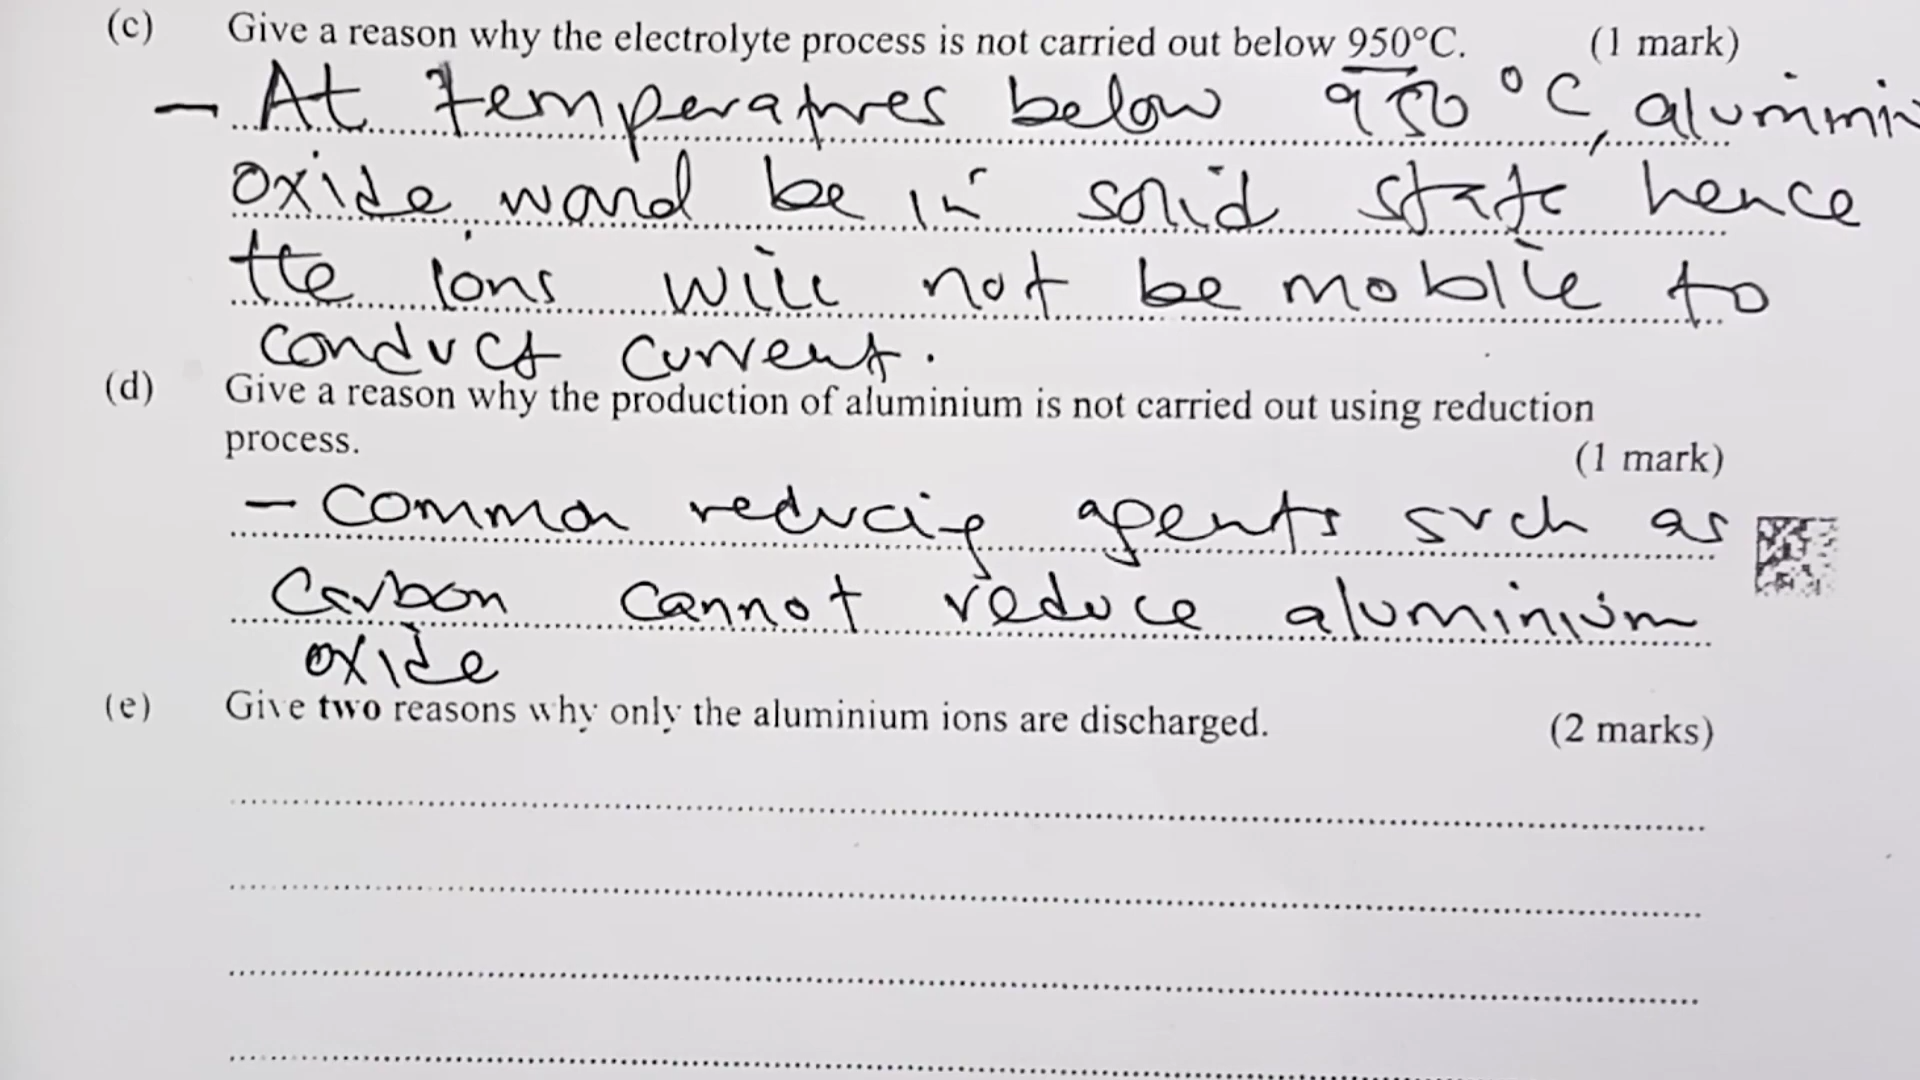 (c) Give a reason why the electrolyte process is not carried out below 950°C. (1 mark)
- At temperatures below 950 °C, alumini
oxide would be in solid state hence
the ions will not be mobile to
conduct current.
(d) Give a reason why the production of aluminium is not carried out using reduction
process. (1 mark)
- Common reducing agents such as
Carbon cannot reduce aluminium
oxide
(e) Give two reasons why only the aluminium ions are discharged. (2 marks)